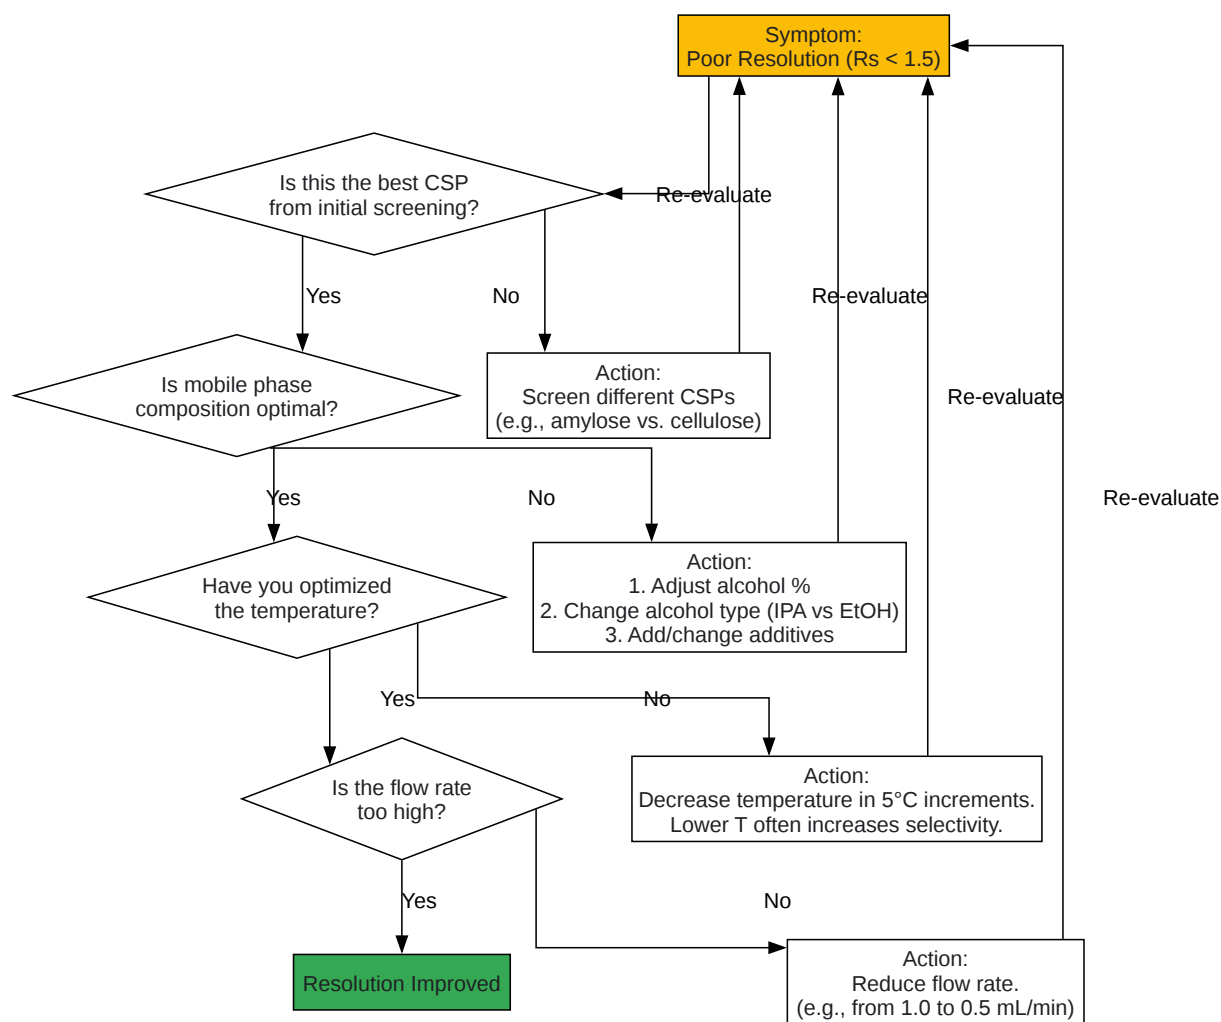 Symptom:
Poor Resolution (Rs < 1.5)
Is this the best CSP
from initial screening?
Re-evaluate
Yes
No
Re-evaluate
Is mobile phase
composition optimal?
Action:
Screen different CSPs
(e.g., amylose vs. cellulose)
Re-evaluate
Yes
No
Re-evaluate
Have you optimized
the temperature?
Action:
1. Adjust alcohol %
2. Change alcohol type (IPA vs EtOH)
3. Add/change additives
Yes
No
Is the flow rate
too high?
Action:
Decrease temperature in 5°C increments.
Lower T often increases selectivity.
Yes
No
Resolution Improved
Action:
Reduce flow rate.
(e.g., from 1.0 to 0.5 mL/min)